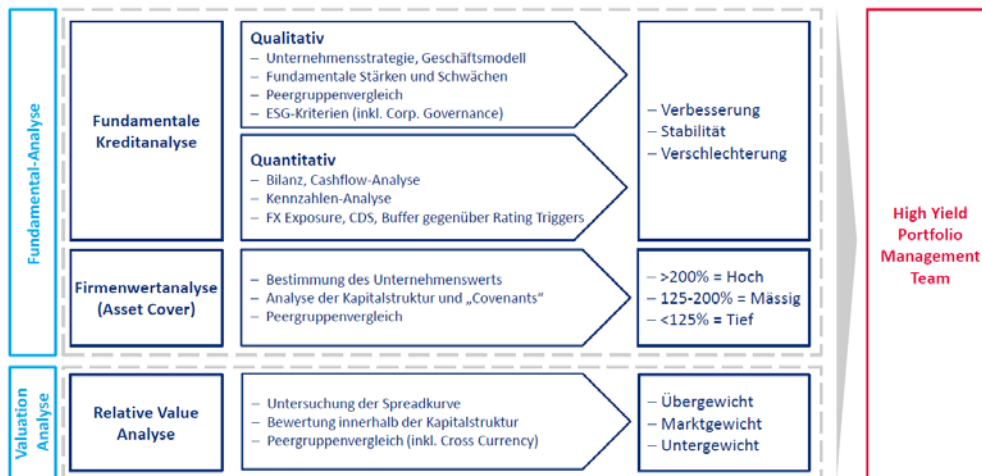 Fundamental-Analyse
Fundamentale
Kreditanalyse
Qualitativ
– Unternehmensstrategie, Geschäftsmodell
– Fundamentale Stärken und Schwächen
– Peergruppenvergleich
– ESG-Kriterien (inkl. Corp. Governance)
Quantitativ
– Bilanz, Cashflow-Analyse
– Kennzahlen-Analyse
– FX Exposure, CDS, Buffer gegenüber Rating Triggers
– Verbesserung
– Stabilität
– Verschlechterung
Firmenwertanalyse
(Asset Cover)
– Bestimmung des Unternehmenswerts
– Analyse der Kapitalstruktur und „Covenants“
– Peergruppenvergleich
– >200% = Hoch
– 125-200% = Mässig
– <125% = Tief
Valuation
Analyse
Relative Value
Analyse
– Untersuchung der Spreadkurve
– Bewertung innerhalb der Kapitalstruktur
– Peergruppenvergleich (inkl. Cross Currency)
– Übergewicht
– Marktgewicht
– Untergewicht
High Yield
Portfolio
Management
Team